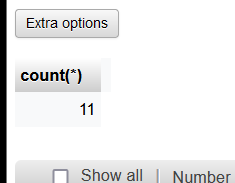 Extra options
count(*)
11
Show all | Number